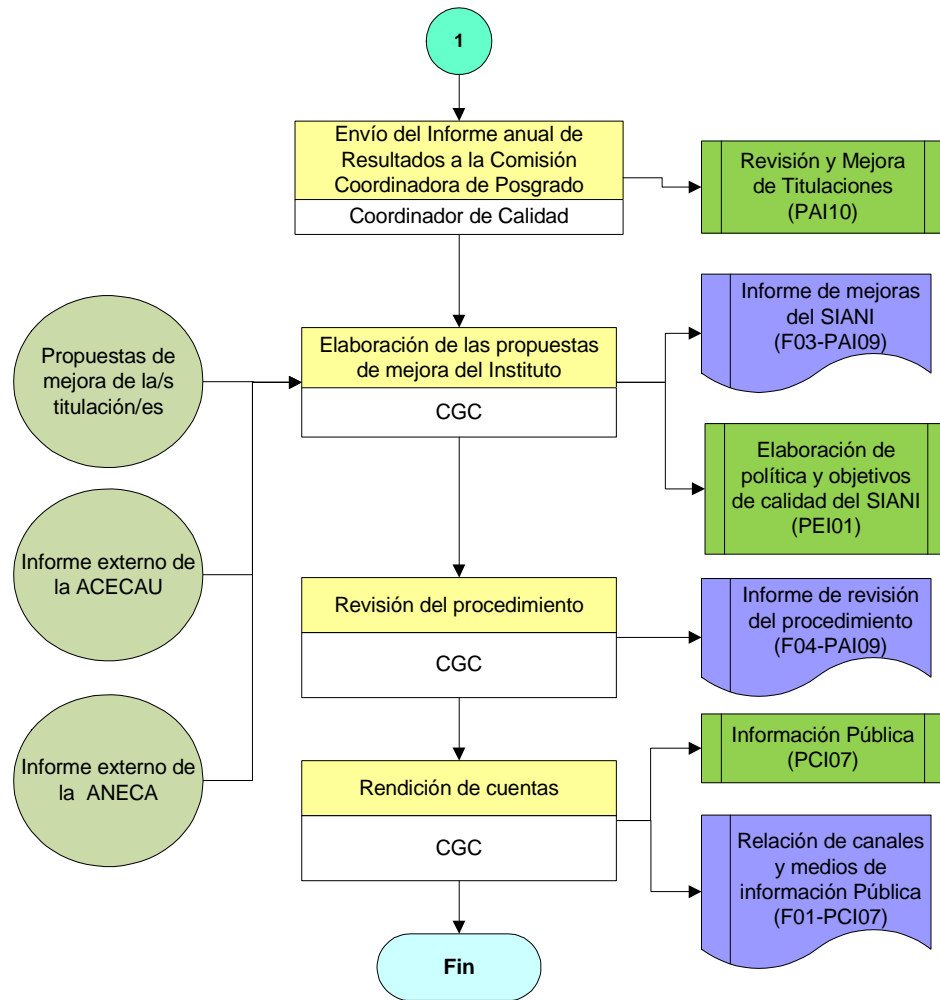 1
Envío del Informe anual de
Resultados a la Comisión
Coordinadora de Posgrado
Coordinador de Calidad
Revisión y Mejora
de Titulaciones
(PAI10)
Propuestas de
mejora de la/s
titulación/es
Informe externo de
la ACECAU
Informe externo de
la ANECA
Elaboración de las propuestas
de mejora del Instituto
CGC
Informe de mejoras
del SIANI
(F03-PAI09)
Elaboración de
política y objetivos
de calidad del SIANI
(PEI01)
Revisión del procedimiento
CGC
Informe de revisión
del procedimiento
(F04-PAI09)
Rendición de cuentas
CGC
Información Pública
(PCI07)
Relación de canales
y medios de
información Pública
(F01-PCI07)
Fin